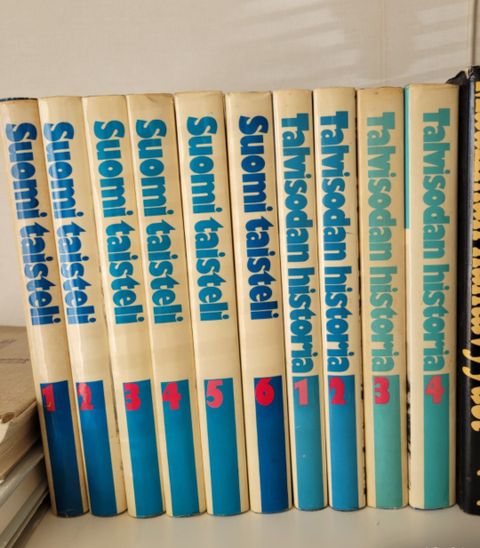 Suomi taisteli
1
Suomi taisteli
2
Suomi taisteli
3
Suomi taisteli
4
Suomi taisteli
5
Suomi taisteli
6
Talvisodan historia
1
Talvisodan historia
2
Talvisodan historia
3
Talvisodan historia
4